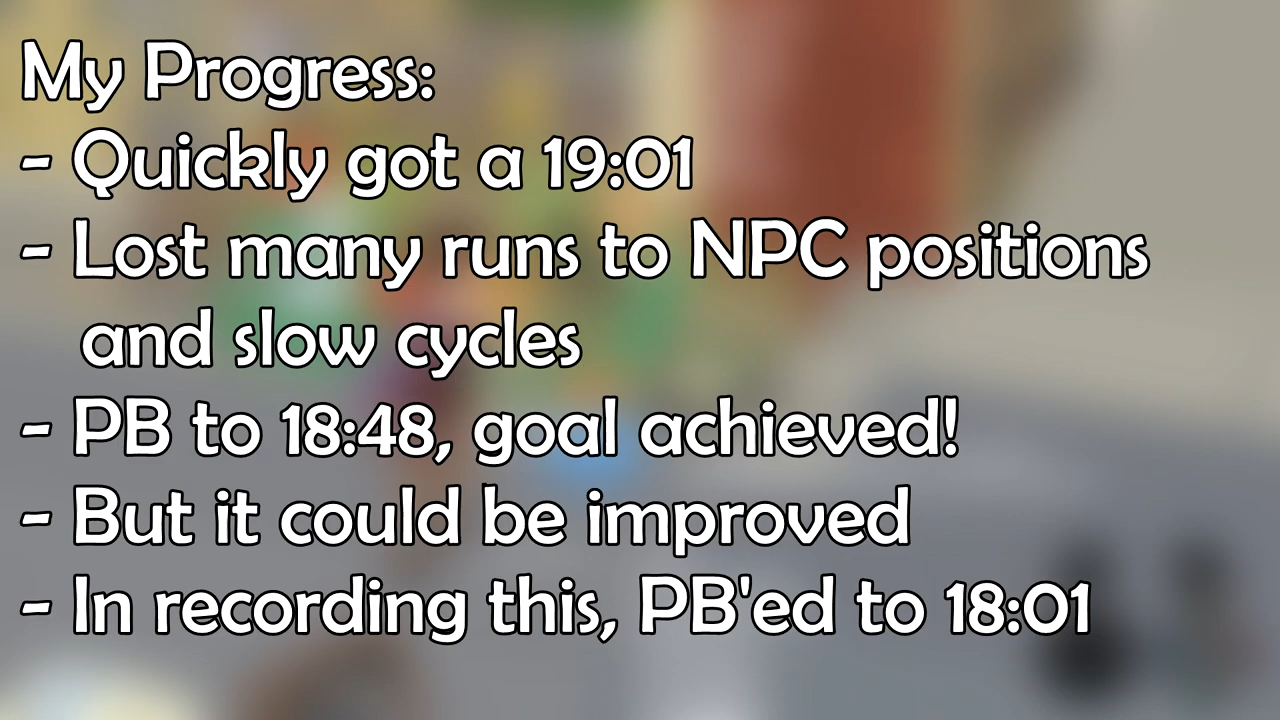 My Progress:
- Quickly got a 19:01
- Lost many runs to NPC positions
and slow cycles
- PB to 18:48, goal achieved!
- But it could be improved
- In recording this, PB'ed to 18:01